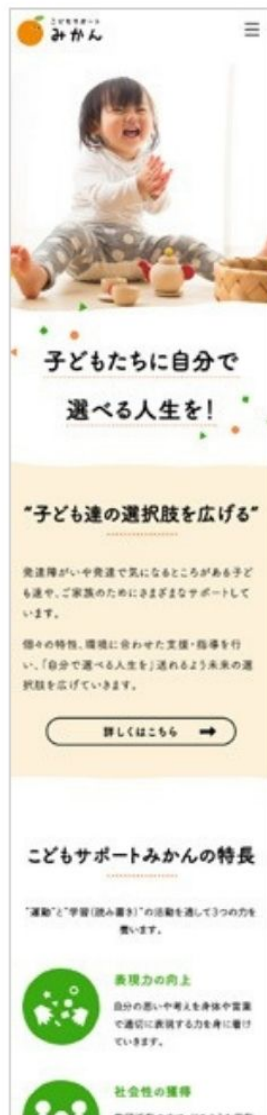 こどもサポート
みかん
子どもたちに自分で
選べる人生を!
“子ども達の選択肢を広げる”
発達障がいや発達で気になるところがある子ど
も達や、ご家族のためにさまざまなサポートして
います。
個々の特性、環境に合わせた支援・指導を行
い、「自分で選べる人生を」送れるよう未来の選
択肢を広げていきます。
詳しくはこちら
こどもサポートみかんの特長
“運動”と“学習(読み書き)”の活動を通して3つの力を
養います。
表現力の向上
自分の思いや考えを身体や言葉
で適切に表現する力を身に着け
ていきます。
社会性の獲得